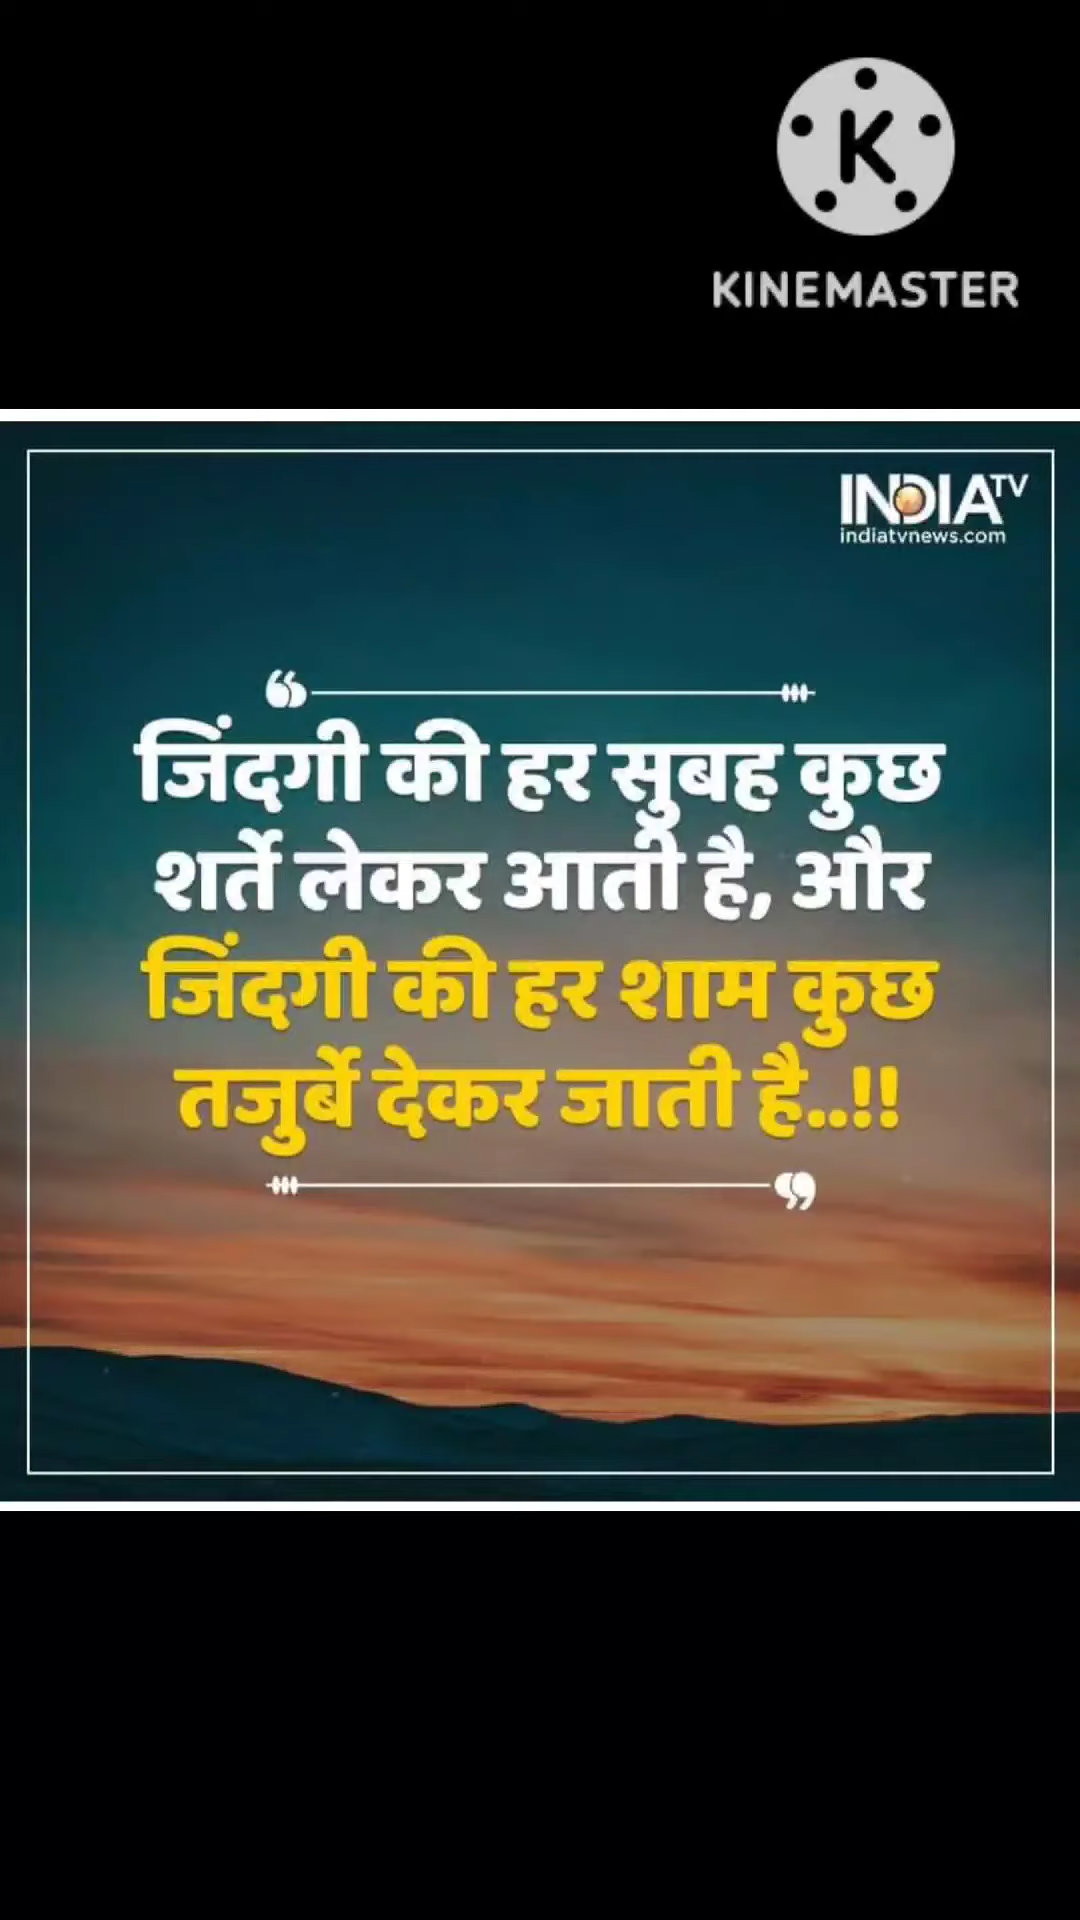 K
KINEMASTER
INDIA TV
indiatvnews.com
“
जिंदगी की हर सुबह कुछ
शर्ते लेकर आती है, और
जिंदगी की हर शाम कुछ
तजुर्बे देकर जाती है..!!
”